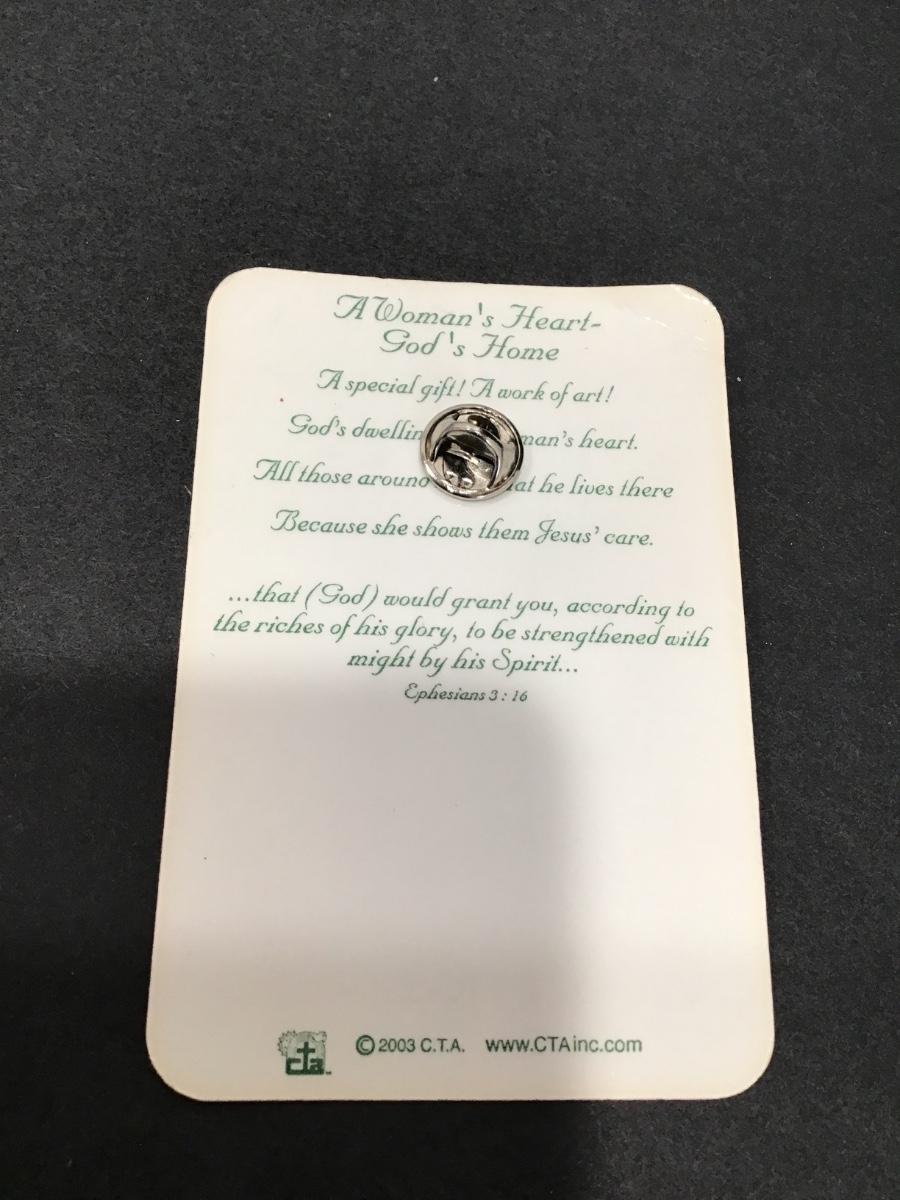 A Woman's Heart-
God's Home
A special gift! A work of art!
God's dwellin man's heart.
All those aroun at he lives there
Because she shows them Jesus' care.
...that (God) would grant you, according to
the riches of his glory, to be strengthened with
might by his Spirit...
Ephesians 3 : 16
cta™ © 2003 C.T.A. www.CTAinc.com